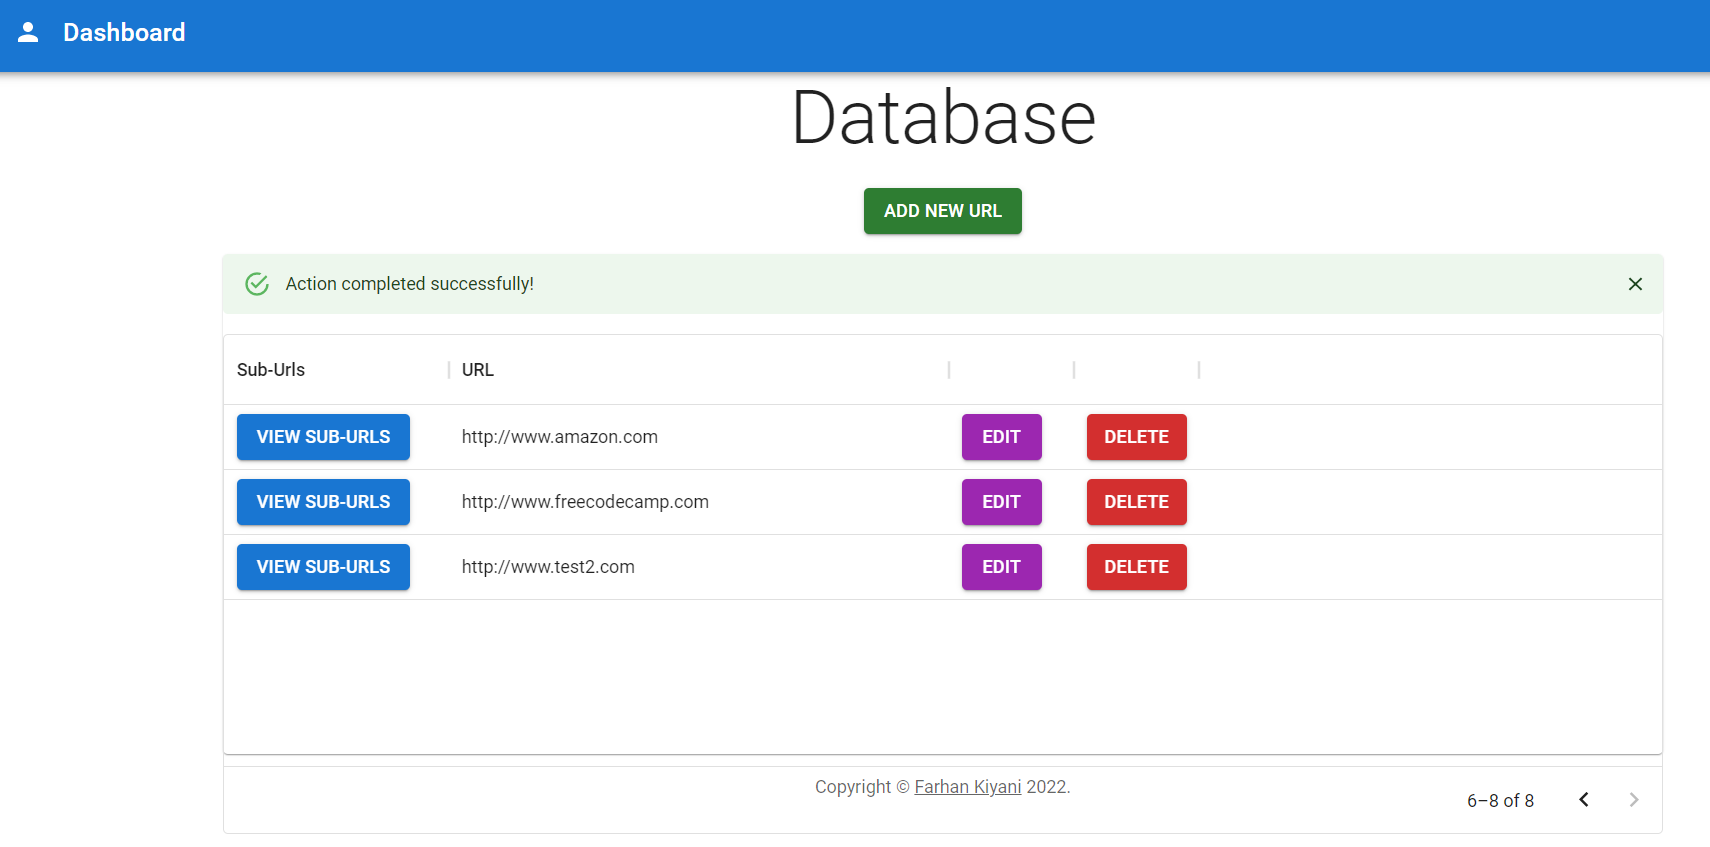 Dashboard
Database
ADD NEW URL
Action completed successfully!
Sub-Urls URL
VIEW SUB-URLS http://www.amazon.com EDIT DELETE
VIEW SUB-URLS http://www.freecodecamp.com EDIT DELETE
VIEW SUB-URLS http://www.test2.com EDIT DELETE
Copyright © Farhan Kiyani 2022.
6–8 of 8